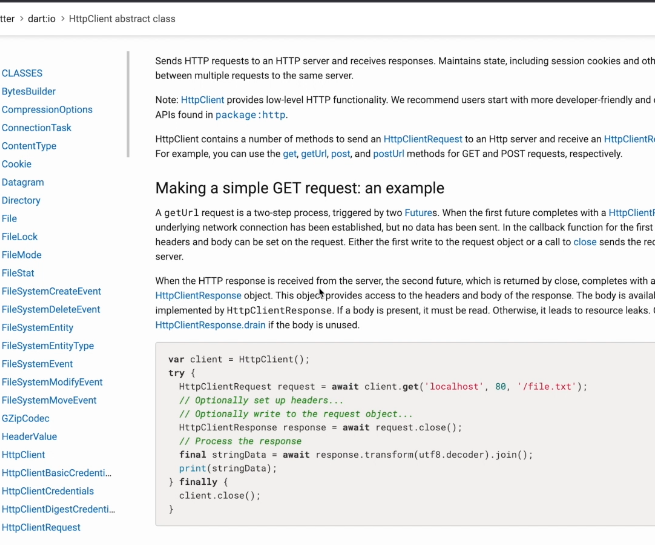 tter > dart:io > HttpClient abstract class
CLASSES
BytesBuilder
CompressionOptions
ConnectionTask
ContentType
Cookie
Datagram
Directory
File
FileLock
FileMode
FileStat
FileSystemCreateEvent
FileSystemDeleteEvent
FileSystemEntity
FileSystemEntityType
FileSystemEvent
FileSystemModifyEvent
FileSystemMoveEvent
GZipCodec
HeaderValue
HttpClient
HttpClientBasicCredenti...
HttpClientCredentials
HttpClientDigestCredenti...
HttpClientRequest
Sends HTTP requests to an HTTP server and receives responses. Maintains state, including session cookies and oth
between multiple requests to the same server.
Note: HttpClient provides low-level HTTP functionality. We recommend users start with more developer-friendly and
APIs found in package:http.
HttpClient contains a number of methods to send an HttpClientRequest to an Http server and receive an HttpClientRe
For example, you can use the get, getUrl, post, and postUrl methods for GET and POST requests, respectively.
Making a simple GET request: an example
A getUrl request is a two-step process, triggered by two Futures. When the first future completes with a HttpClientR
underlying network connection has been established, but no data has been sent. In the callback function for the first
headers and body can be set on the request. Either the first write to the request object or a call to close sends the req
server.
When the HTTP response is received from the server, the second future, which is returned by close, completes with a
HttpClientResponse object. This object provides access to the headers and body of the response. The body is availa
implemented by HttpClientResponse. If a body is present, it must be read. Otherwise, it leads to resource leaks.
HttpClientResponse.drain if the body is unused.
var client = HttpClient();
try {
HttpClientRequest request = await client.get('localhost', 80, '/file.txt');
// Optionally set up headers...
// Optionally write to the request object...
HttpClientResponse response = await request.close();
// Process the response
final stringData = await response.transform(utf8.decoder).join();
print(stringData);
} finally {
client.close();
}